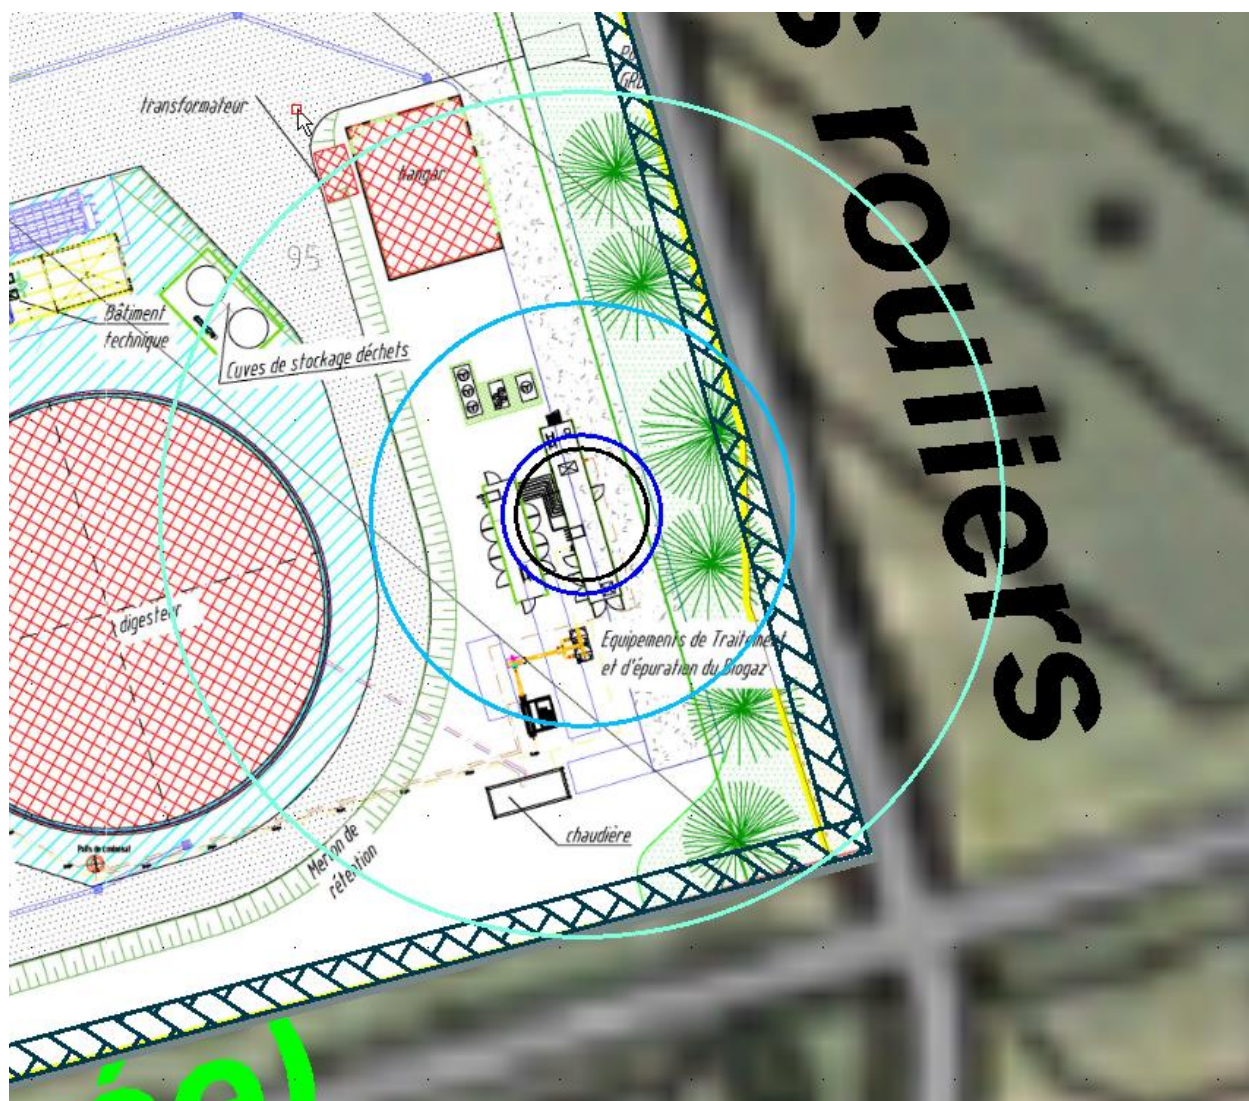 s rouliers
transformateur
hangar
95
Bâtiment
technique
Cuves de stockage déchets
digesteur
Equipements de Traitement
et d'épuration du Biogaz
chaudière
Merlon de
rétention